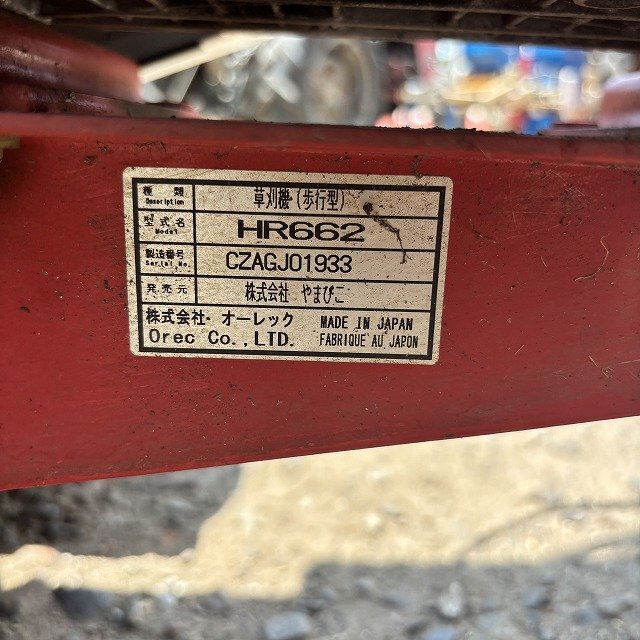 種類 草刈機(歩行型)
Description
型式名 HR662
Model
製造番号 CZAGJ01933
Serial no.
発売元 株式会社 やまびこ
株式会社 オーレック MADE IN JAPAN
Orec Co.,LTD. FABRIQUE AU JAPON